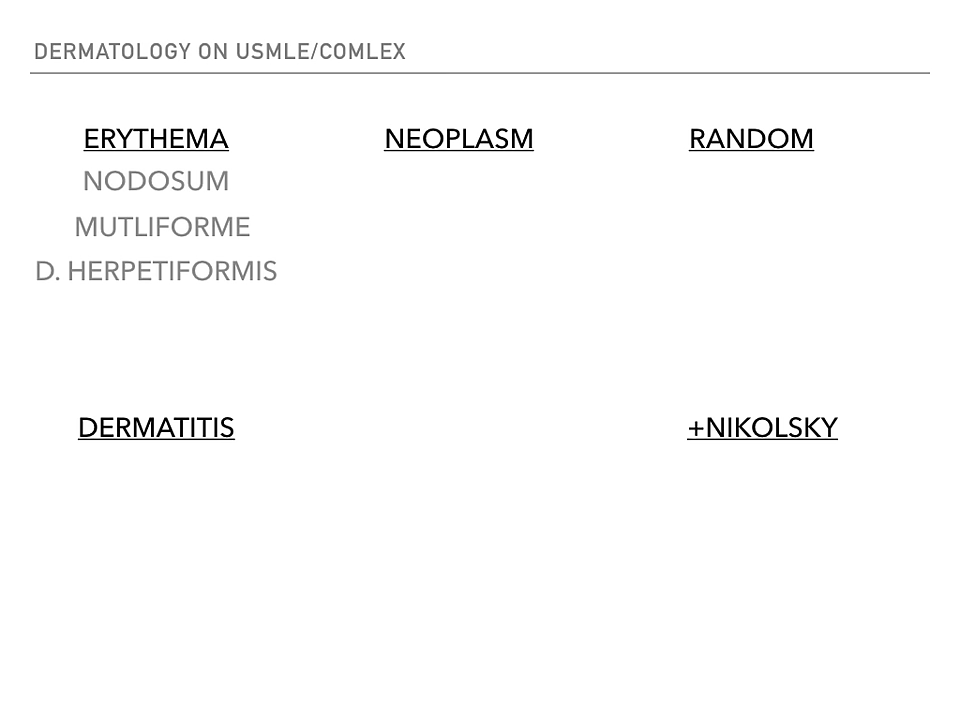 DERMATOLOGY ON USMLE/COMLEX
ERYTHEMA
NODOSUM
MUTLIFORME
D. HERPETIFORMIS
NEOPLASM
RANDOM
DERMATITIS
+NIKOLSKY